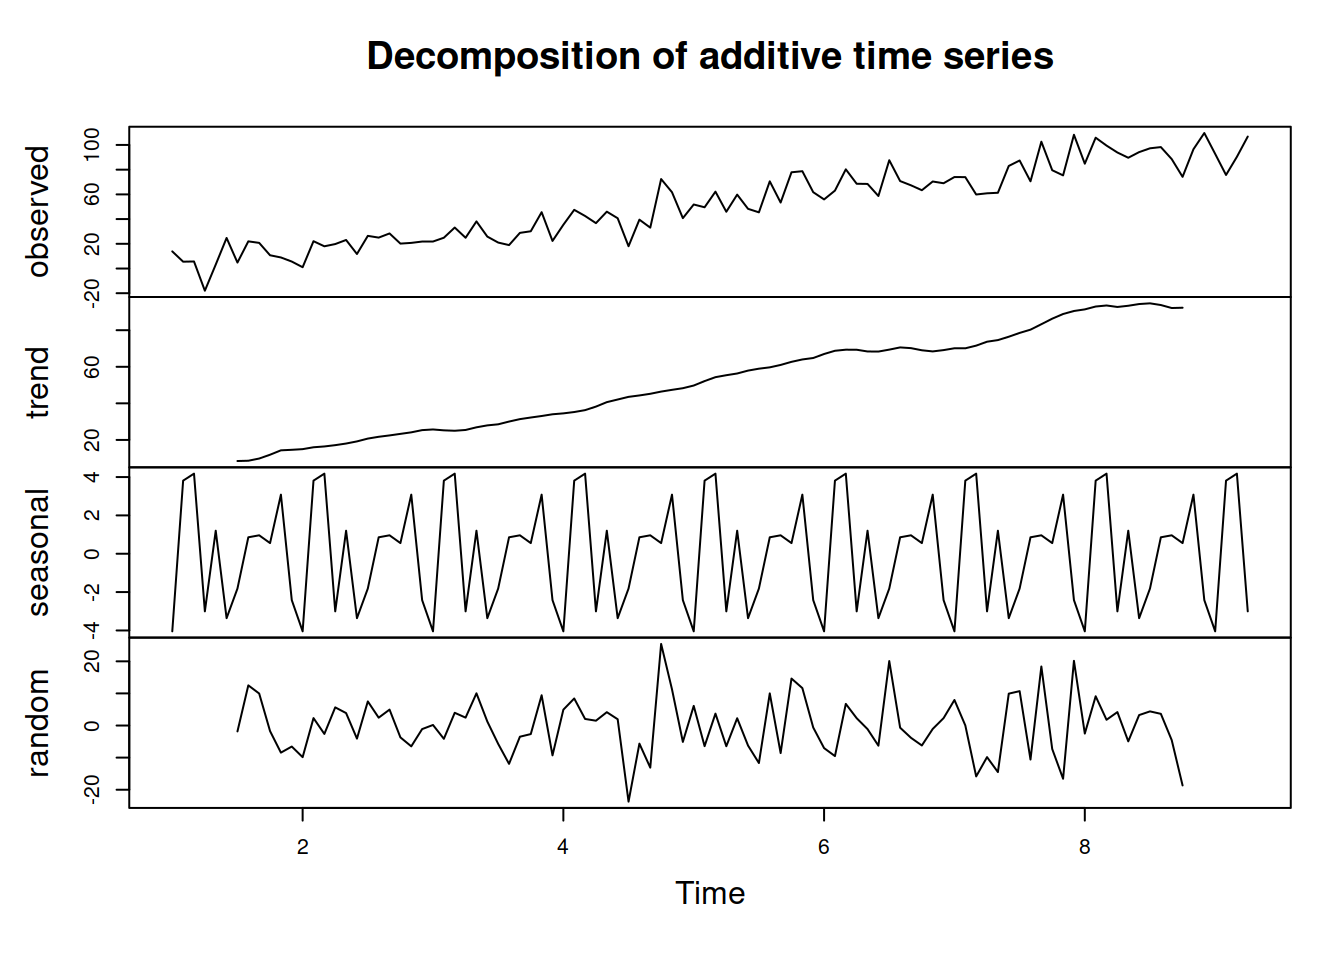 Decomposition of additive time series
observed
-20 20 60 100
trend
20 60
seasonal
-4 -2 0 2 4
random
-20 0 20
2 4 6 8
Time